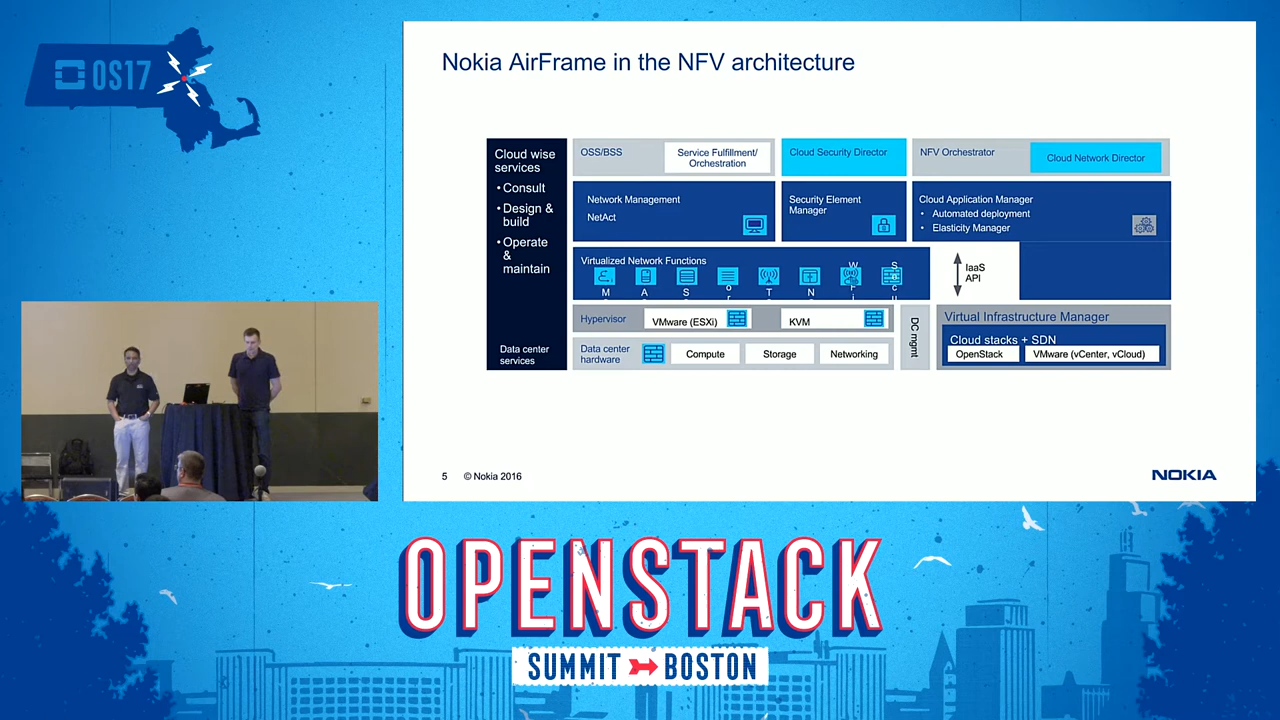 OS17
Nokia AirFrame in the NFV architecture
Cloud wise
services
• Consult
• Design &
build
• Operate
&
maintain
Data center
services
OSS/BSS
Service Fulfillment/
Orchestration
Cloud Security Director
NFV Orchestrator
Cloud Network Director
Network Management
NetAct
Security Element
Manager
Cloud Application Manager
• Automated deployment
• Elasticity Manager
Virtualized Network Functions
IaaS
API
Hypervisor
VMware (ESXi)
KVM
Data center
hardware
Compute
Storage
Networking
DC mgmt
Virtual Infrastructure Manager
Cloud stacks + SDN
OpenStack
VMware (vCenter, vCloud)
5 © Nokia 2016
NOKIA
OPENSTACK
SUMMIT BOSTON